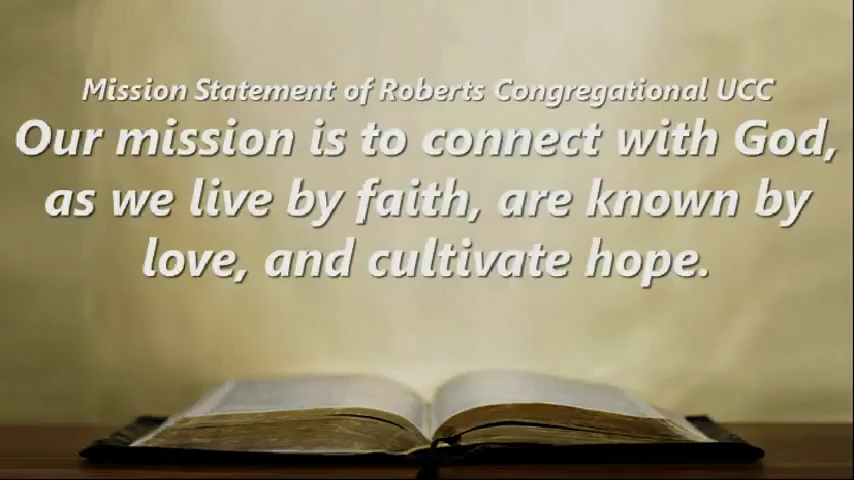 Mission Statement of Roberts Congregational UCC
Our mission is to connect with God,
as we live by faith, are known by
love, and cultivate hope.